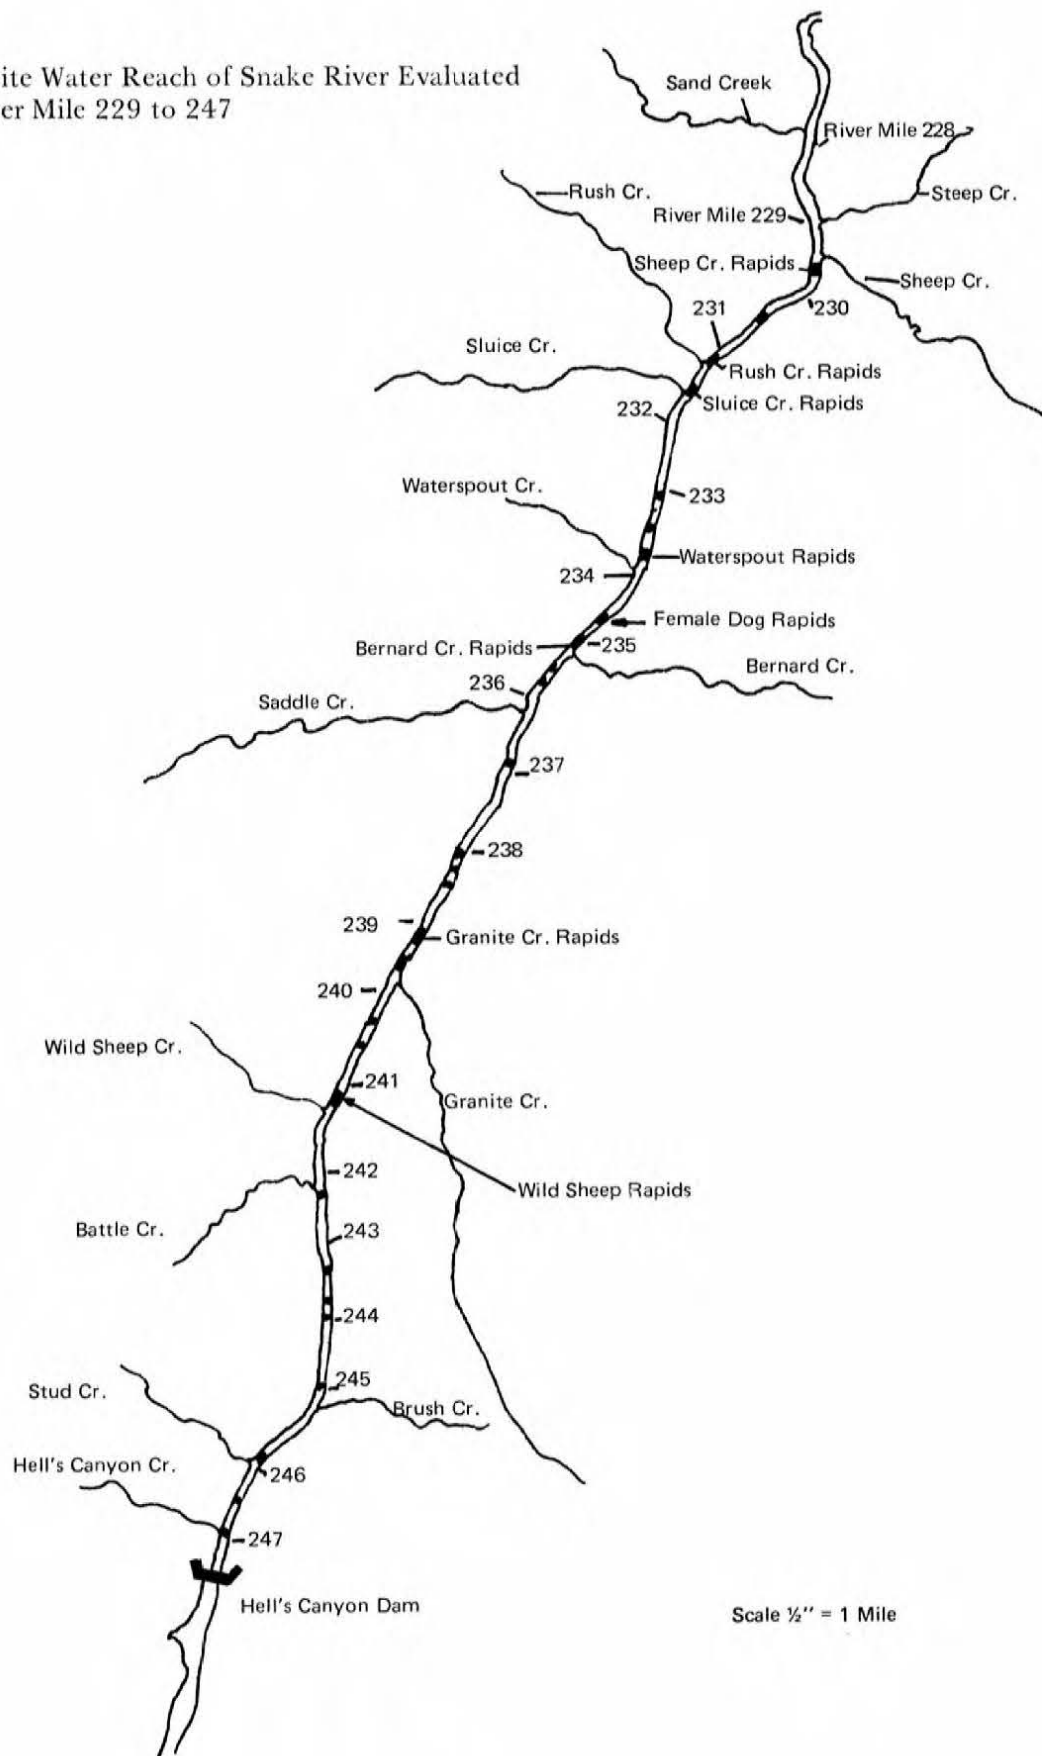 ite Water Reach of Snake River Evaluated
er Mile 229 to 247
Sand Creek
River Mile 228
Rush Cr.
Steep Cr.
River Mile 229
Sheep Cr. Rapids
Sheep Cr.
231
230
Sluice Cr.
Rush Cr. Rapids
Sluice Cr. Rapids
232
Waterspout Cr.
233
Waterspout Rapids
234
Female Dog Rapids
Bernard Cr. Rapids
235
Bernard Cr.
236
Saddle Cr.
237
238
239
Granite Cr. Rapids
240
Wild Sheep Cr.
241
Granite Cr.
242
Wild Sheep Rapids
Battle Cr.
243
244
245
Stud Cr.
Brush Cr.
Hell's Canyon Cr.
246
247
Hell's Canyon Dam
Scale ½" = 1 Mile